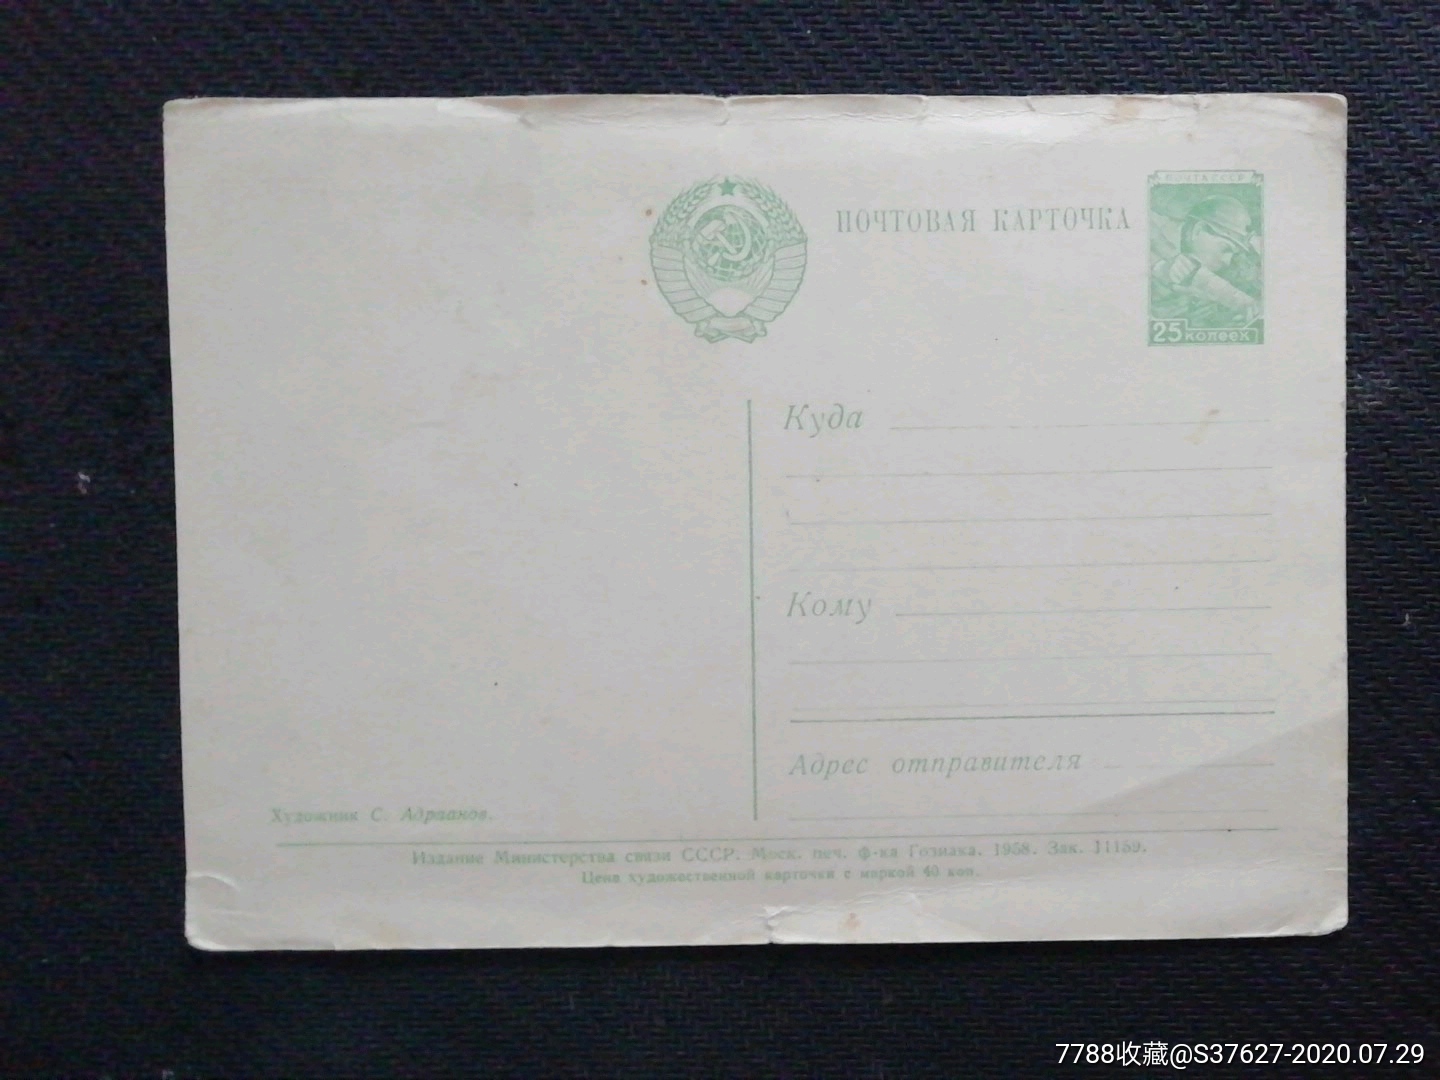 ПОЧТА СССР
ПОЧТОВАЯ КАРТОЧКА
25 копеек
Куда
Кому
Адрес отправителя
Художник С. Адрианов.
Издание Министерства связи СССР. Моск. печ. ф-ка Гознака. 1958. Зак. 11159.
Цена художественной карточки с маркой 40 коп.
7788收藏@S37627-2020.07.29